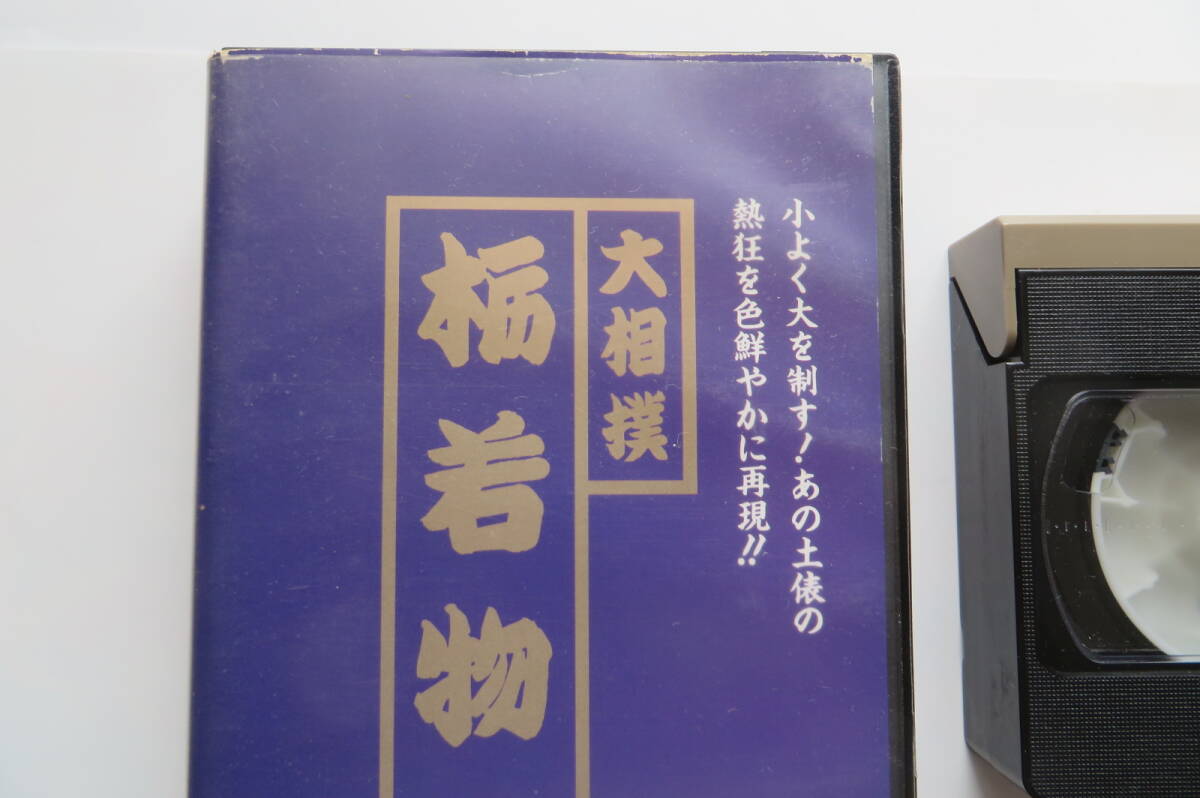 小よく大を制す!あの土俵の
熱狂を色鮮やかに再現!!
大相撲
栃若物